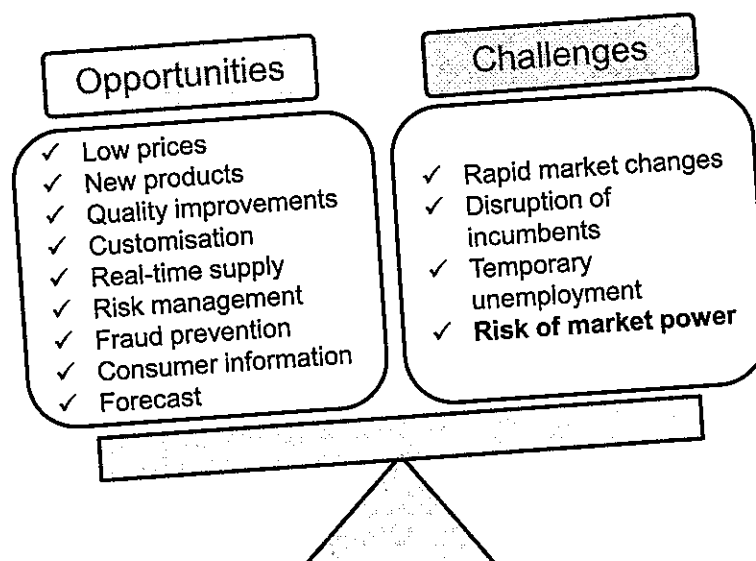 Opportunities
✓ Low prices
✓ New products
✓ Quality improvements
✓ Customisation
✓ Real-time supply
✓ Risk management
✓ Fraud prevention
✓ Consumer information
✓ Forecast
Challenges
✓ Rapid market changes
✓ Disruption of
incumbents
✓ Temporary
unemployment
✓ Risk of market power